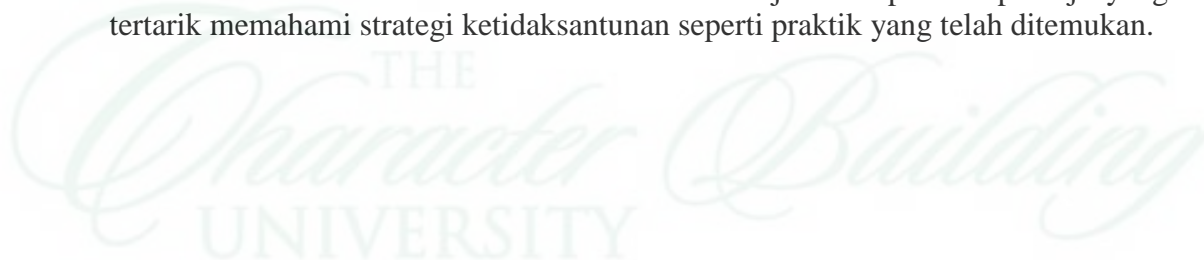 tertarik memahami strategi ketidaksantunan seperti praktik yang telah ditemukan.
THE
Character Building
UNIVERSITY